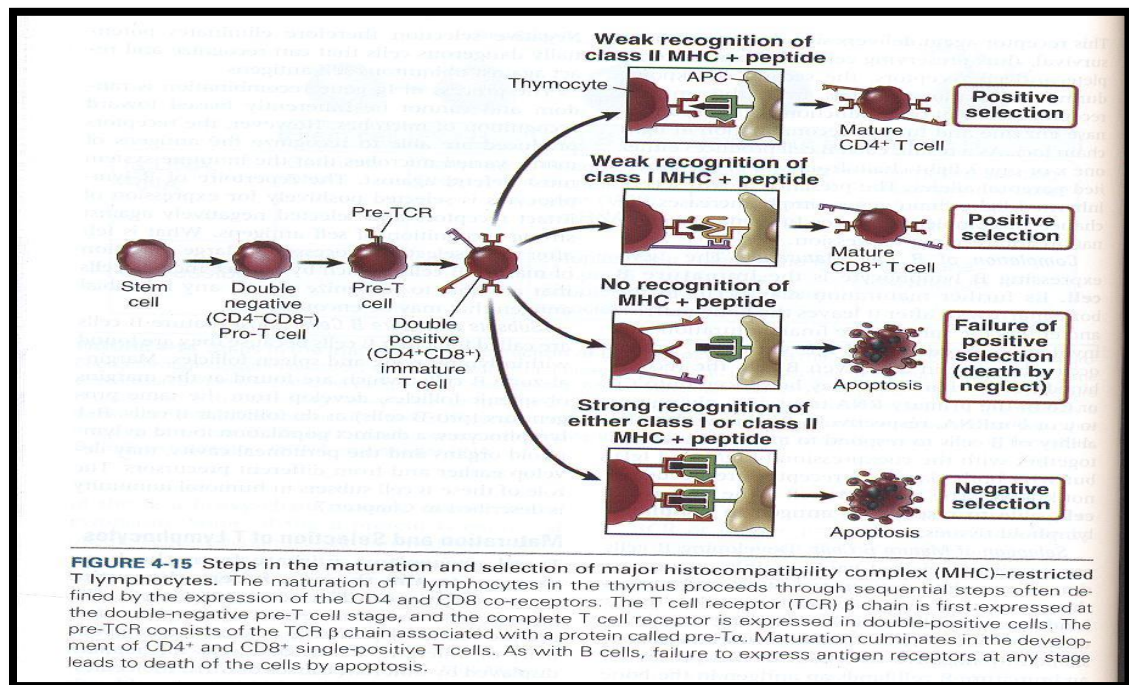 Weak recognition of
class II MHC + peptide
Thymocyte
APC
Mature
CD4+ T cell
Positive
selection
Weak recognition of
class I MHC + peptide
Mature
CD8+ T cell
Positive
selection
Pre-TCR
Stem
cell
Double
negative
(CD4–CD8–)
Pro-T cell
Pre-T
cell
Double
positive
(CD4+CD8+)
immature
T cell
No recognition of
MHC + peptide
Apoptosis
Failure of
positive
selection
(death by
neglect)
Strong recognition of
either class I or class II
MHC + peptide
Apoptosis
Negative
selection
FIGURE 4-15 Steps in the maturation and selection of major histocompatibility complex (MHC)–restricted
T lymphocytes. The maturation of T lymphocytes in the thymus proceeds through sequential steps often de-
fined by the expression of the CD4 and CD8 co-receptors. The T cell receptor (TCR) β chain is first expressed at
the double-negative pre-T cell stage, and the complete T cell receptor is expressed in double-positive cells. The
pre-TCR consists of the TCR β chain associated with a protein called pre-Tα. Maturation culminates in the develop-
ment of CD4+ and CD8+ single-positive T cells. As with B cells, failure to express antigen receptors at any stage
leads to death of the cells by apoptosis.